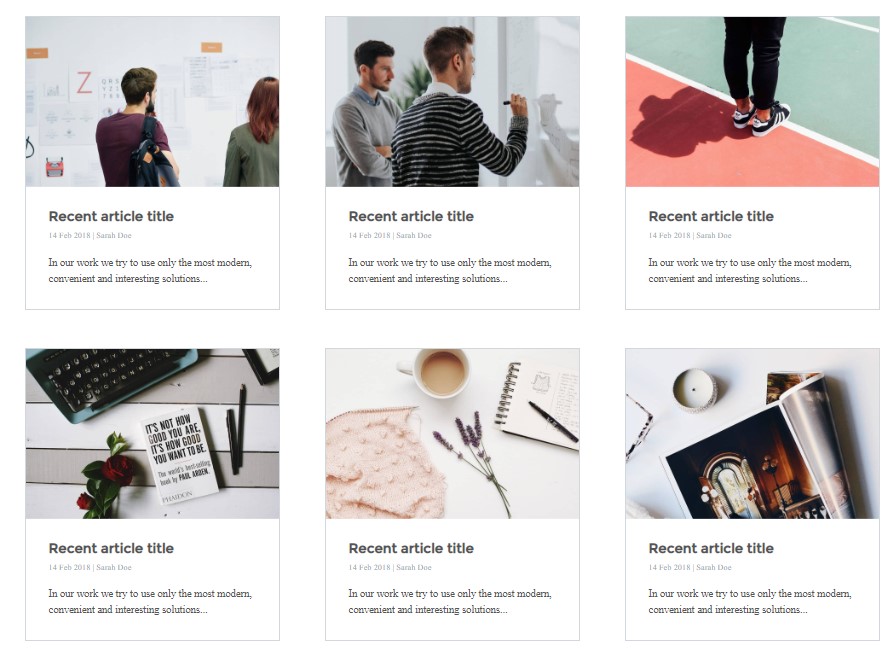 Z
Recent article title
14 Feb 2018 | Sarah Doe
In our work we try to use only the most modern,
convenient and interesting solutions...
Recent article title
14 Feb 2018 | Sarah Doe
In our work we try to use only the most modern,
convenient and interesting solutions...
Recent article title
14 Feb 2018 | Sarah Doe
In our work we try to use only the most modern,
convenient and interesting solutions...
IT'S NOT HOW
GOOD YOU ARE,
IT'S HOW GOOD
YOU WANT TO BE.
The world's best-selling
book by PAUL ARDEN
PHAIDON
Recent article title
14 Feb 2018 | Sarah Doe
In our work we try to use only the most modern,
convenient and interesting solutions...
Recent article title
14 Feb 2018 | Sarah Doe
In our work we try to use only the most modern,
convenient and interesting solutions...
Recent article title
14 Feb 2018 | Sarah Doe
In our work we try to use only the most modern,
convenient and interesting solutions...